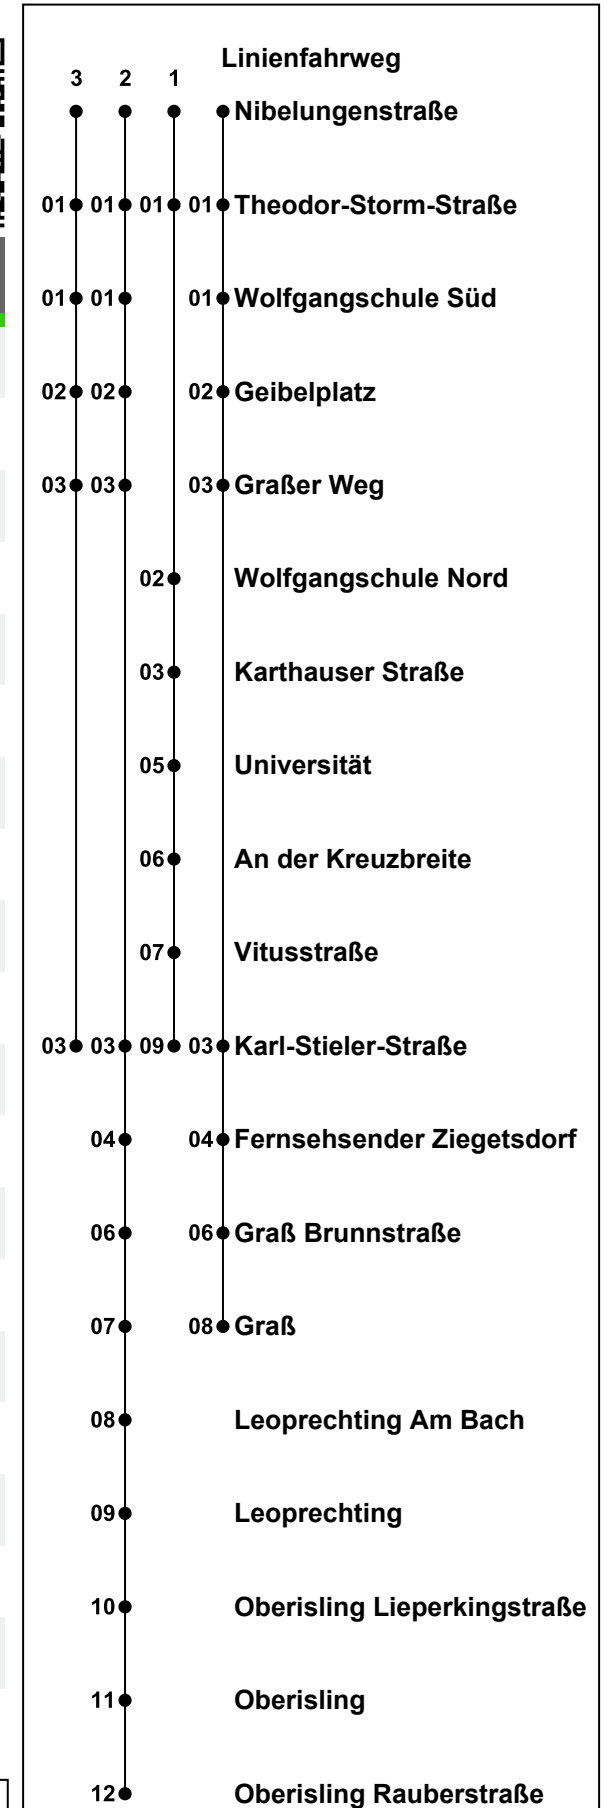 Linienfahrweg
3 2 1
Nibelungenstraße
01 01 01 01 Theodor-Storm-Straße
01 01 01 Wolfgangschule Süd
02 02 02 Geibelplatz
03 03 03 Graßer Weg
02 Wolfgangschule Nord
03 Karthauser Straße
05 Universität
06 An der Kreuzbreite
07 Vitusstraße
03 03 09 03 Karl-Stieler-Straße
04 04 Fernsehsender Ziegetsdorf
06 06 Graß Brunnstraße
07 08 Graß
08 Leoprechting Am Bach
09 Leoprechting
10 Oberisling Lieperkingstraße
11 Oberisling
12 Oberisling Rauberstraße